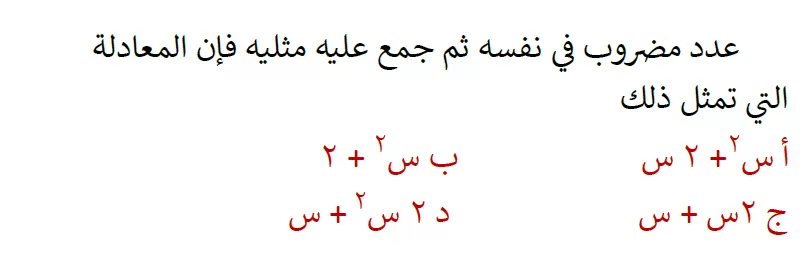 عدد مضروب في نفسه ثم جمع عليه مثليه فإن المعادلة
التي تمثل ذلك
أ س٢ + ٢ س ب س٢ + ٢
ج ٢س + س د ٢ س٢ + س